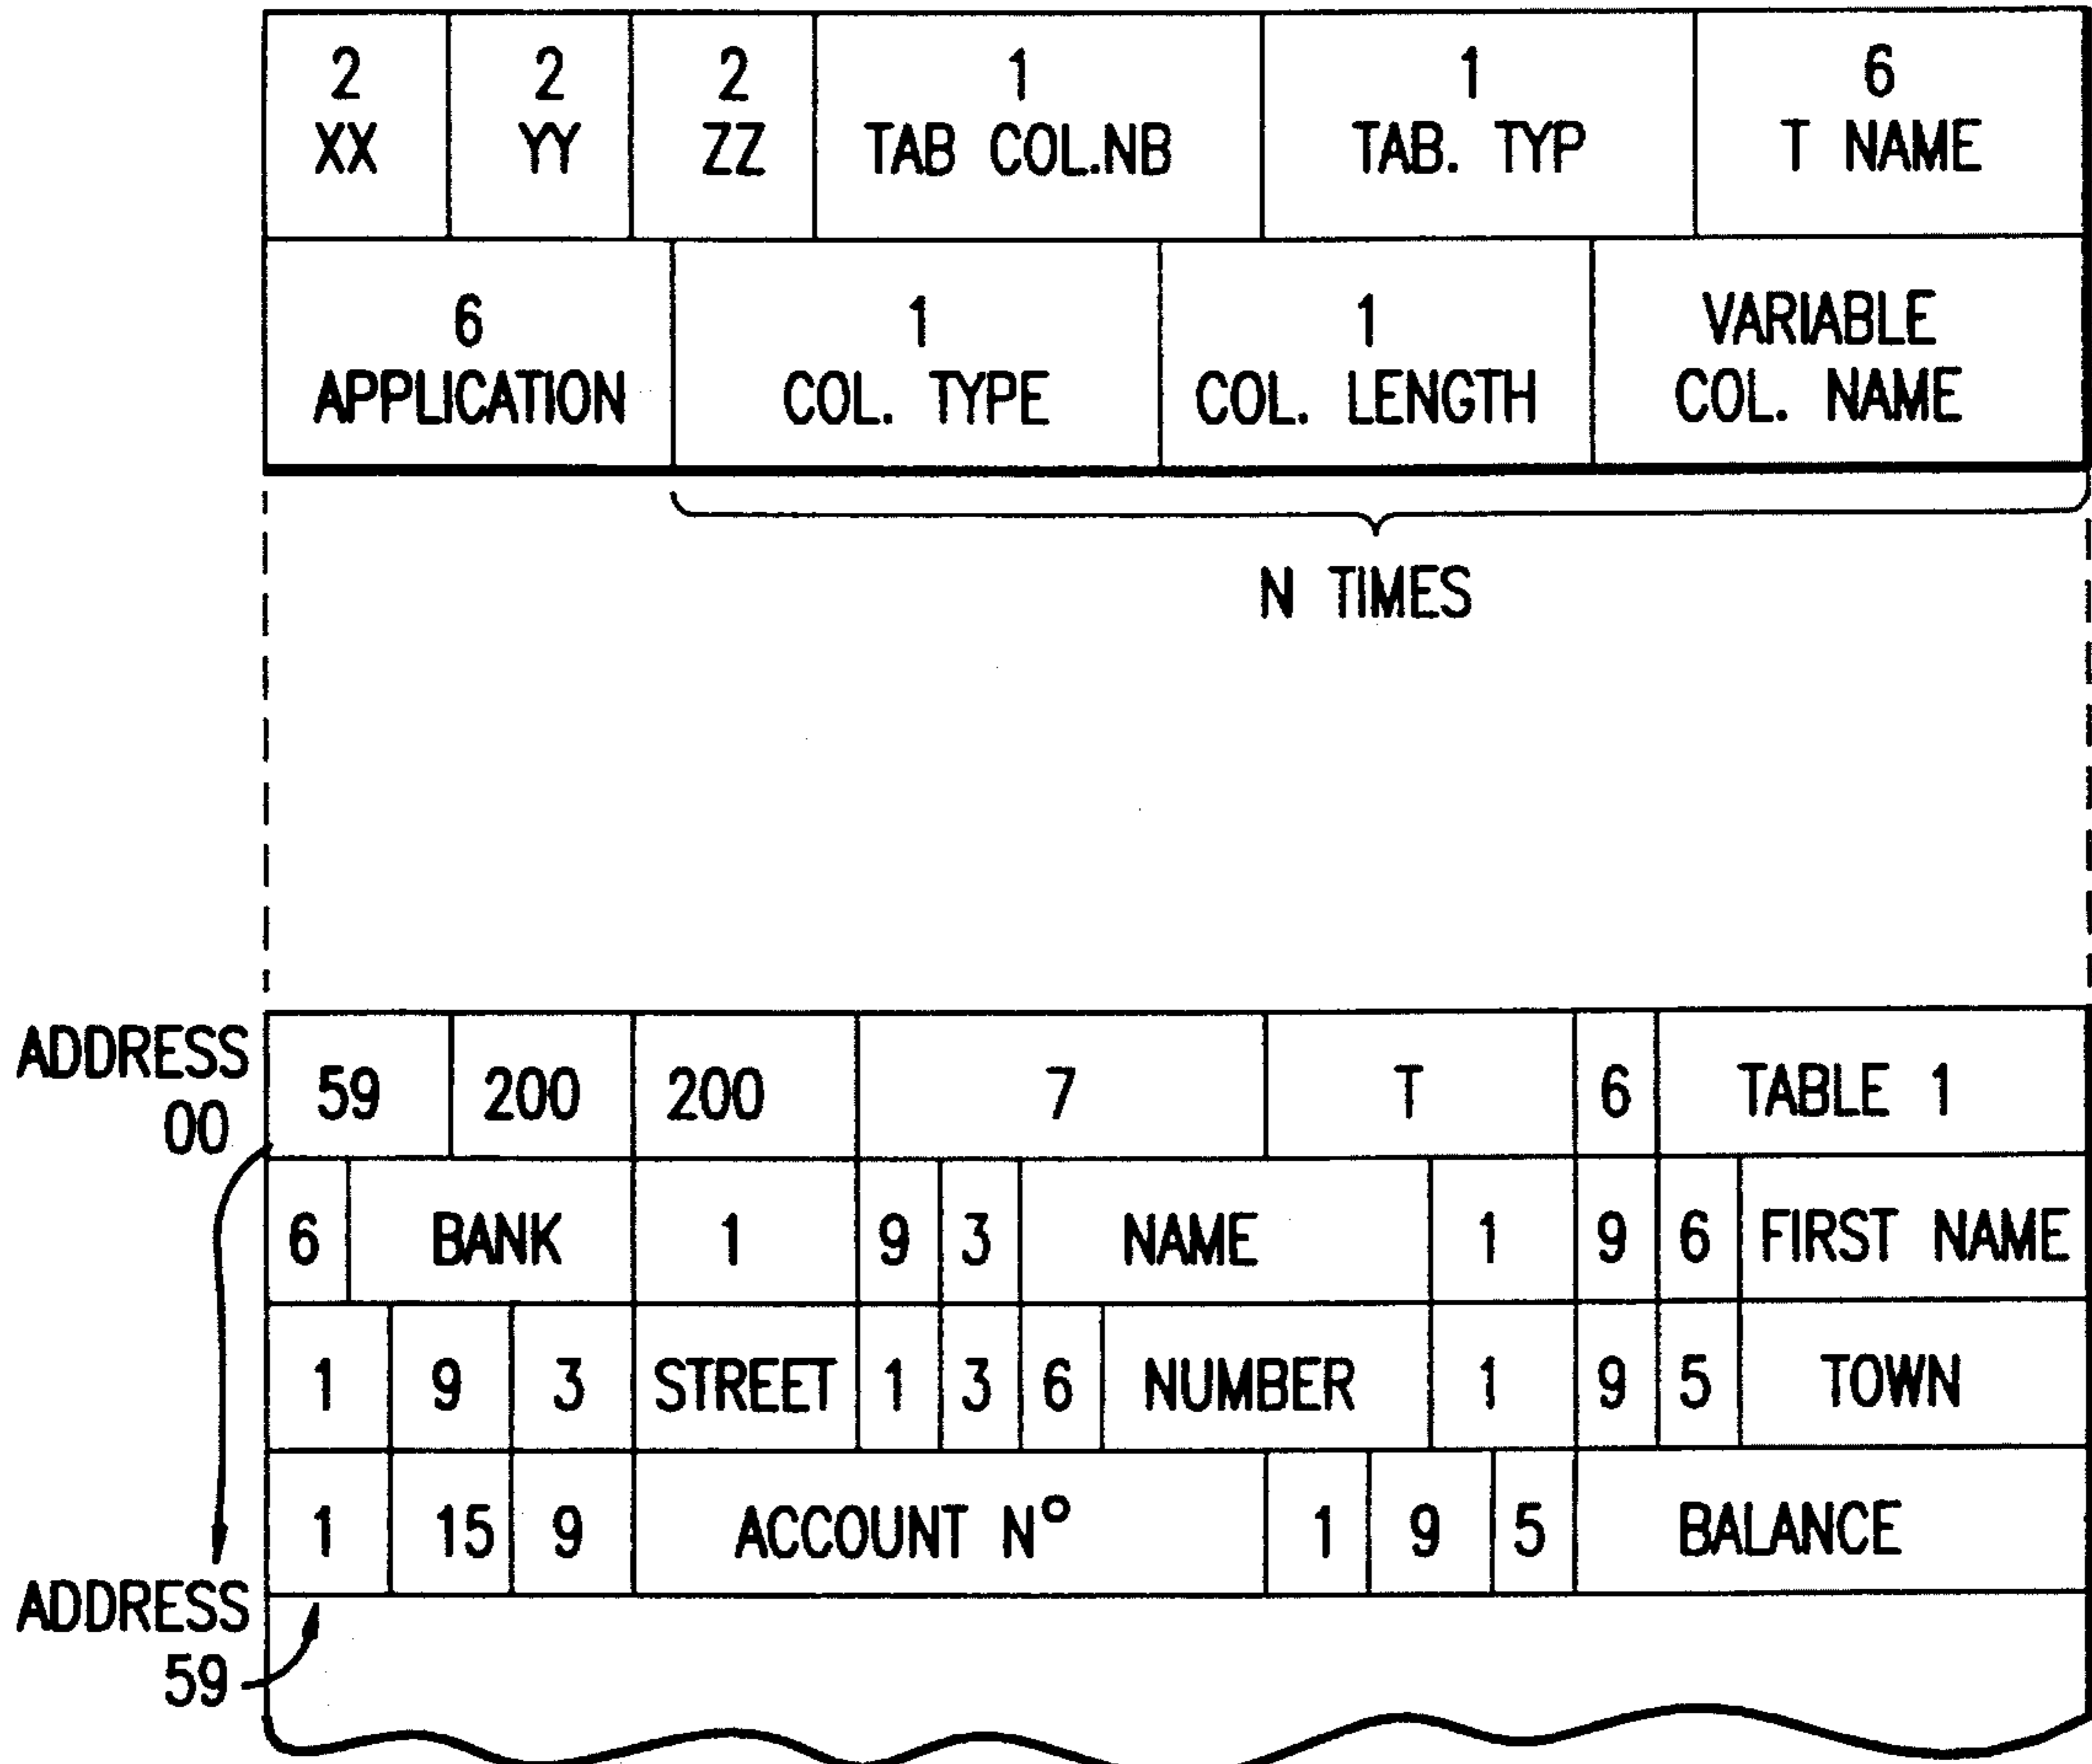 2 2 2 1 1 6
XX YY ZZ TAB COL.NB TAB. TYP T NAME
6 1 1 VARIABLE
APPLICATION COL. TYPE COL. LENGTH COL. NAME
N TIMES
ADDRESS
00
59 200 200 7 T 6 TABLE 1
6 BANK 1 9 3 NAME 1 9 6 FIRST NAME
1 9 3 STREET 1 3 6 NUMBER 1 9 5 TOWN
1 15 9 ACCOUNT N° 1 9 5 BALANCE
ADDRESS
59